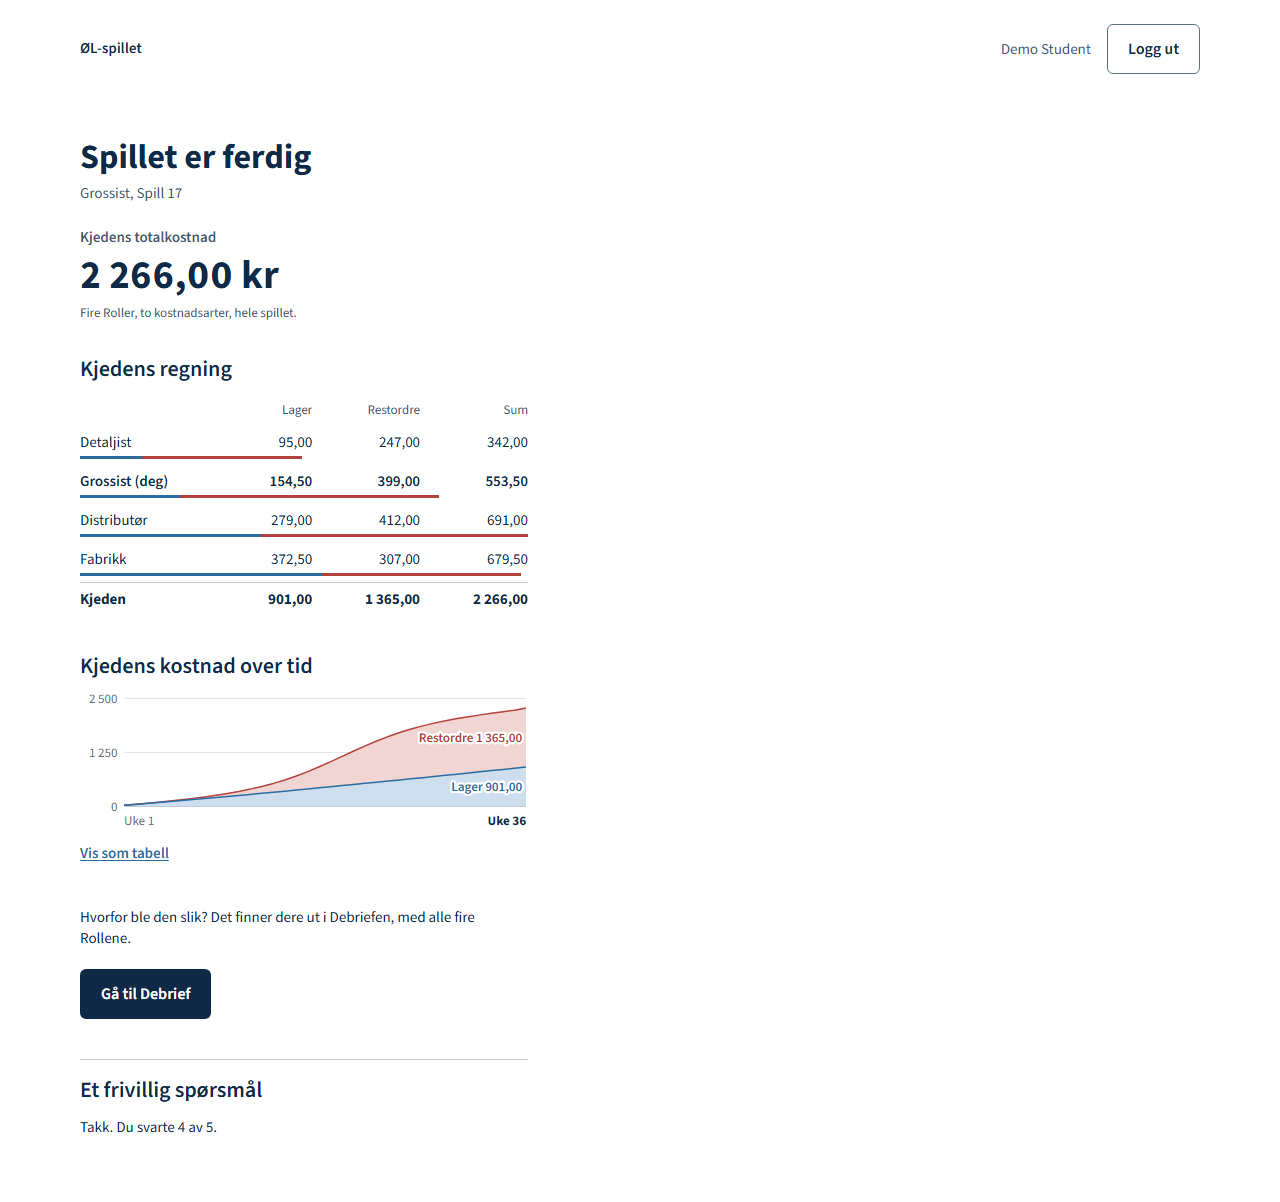 ØL-spillet
Demo Student
Logg ut
Spillet er ferdig
Grossist, Spill 17
Kjedens totalkostnad
2 266,00 kr
Fire Roller, to kostnadsarter, hele spillet.
Kjedens regning
Lager Restordre Sum
Detaljist 95,00 247,00 342,00
Grossist (deg) 154,50 399,00 553,50
Distributør 279,00 412,00 691,00
Fabrikk 372,50 307,00 679,50
Kjeden 901,00 1 365,00 2 266,00
Kjedens kostnad over tid
2 500
Restordre 1 365,00
1 250
Lager 901,00
0
Uke 1 Uke 36
Vis som tabell
Hvorfor ble den slik? Det finner dere ut i Debriefen, med alle fire
Rollene.
Gå til Debrief
Et frivillig spørsmål
Takk. Du svarte 4 av 5.